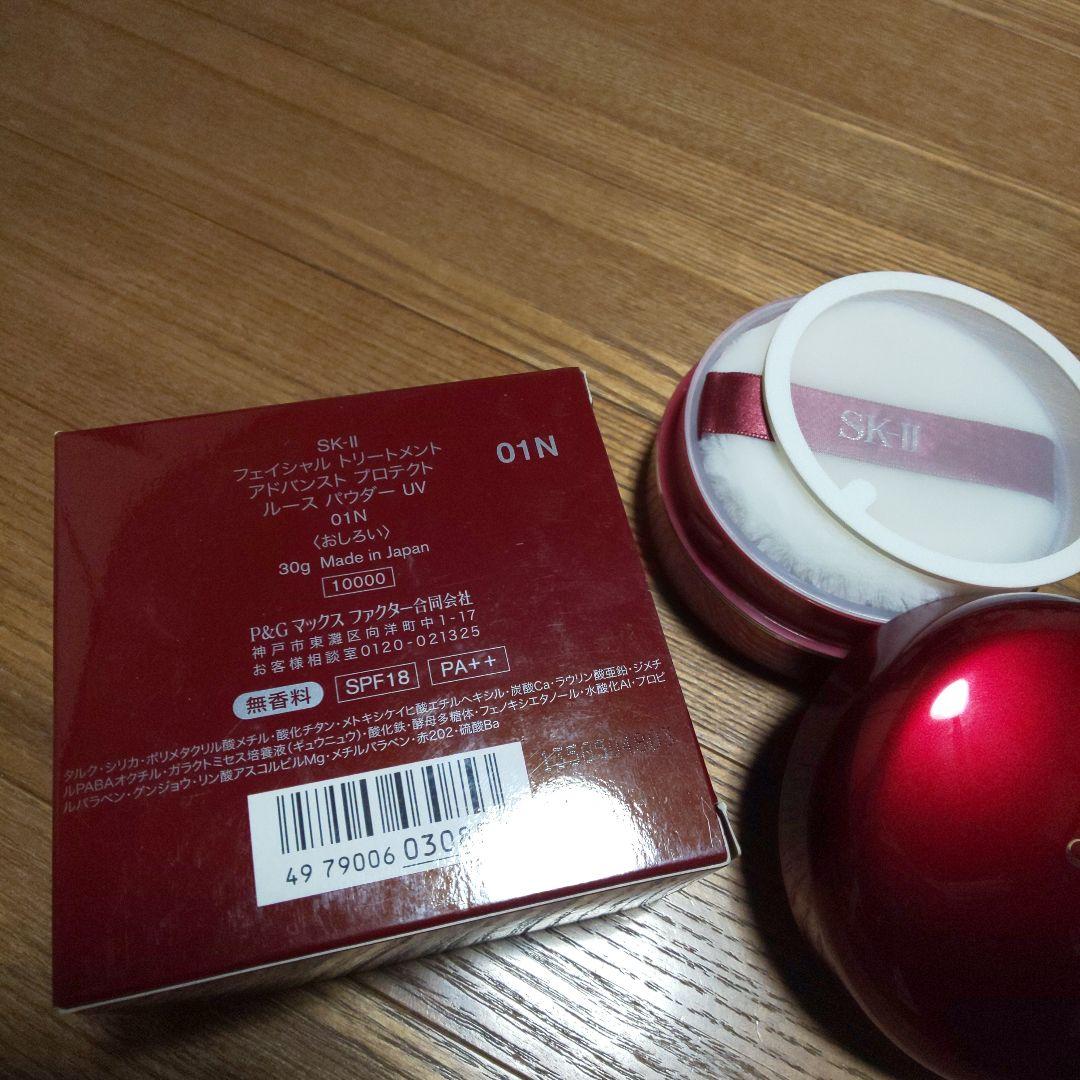 SK-II
フェイシャル トリートメント
アドバンスト プロテクト
ルース パウダー UV
01N
〈おしろい〉
30g Made in Japan
10000
P&G マックス ファクター合同会社
神戸市東灘区向洋町中1-17
お客様相談室0120-021325
無香料 SPF18 PA++
タルク・シリカ・ポリメタクリル酸メチル・酸化チタン・メトキシケイヒ酸エチルヘキシル・炭酸Ca・ラウリン酸亜鉛・ジメチ
ルPABAオクチル・ガラクトミセス培養液(ギュウニュウ)・酸化鉄・酵母多糖体・フェノキシエタノール・水酸化Al・プロピ
ルパラベン・グンジョウ・リン酸アスコルビルMg・メチルパラベン・赤202・硫酸Ba
49 79006
01N
SK-II